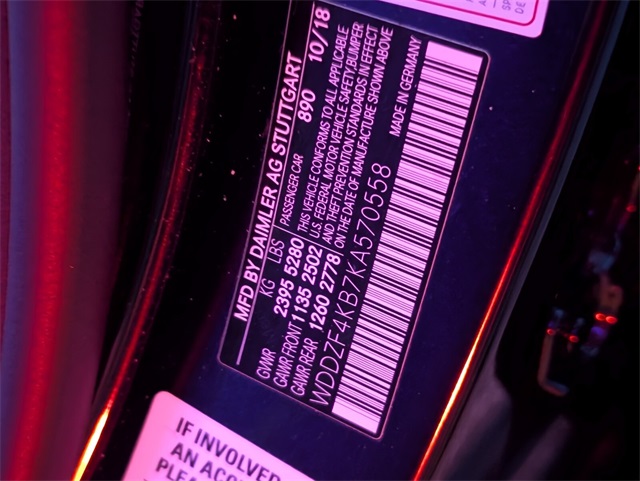 MFD BY DAIMLER AG STUTTGART
890 10/18
KG LBS
GVWR 2395 5280
GAWR FRONT 1135 2502
GAWR REAR 1200 2778
PASSENGER CAR
THIS VEHICLE CONFORMS TO ALL APPLICABLE
U.S. FEDERAL MOTOR VEHICLE SAFETY, BUMPER
AND THEFT PREVENTION STANDARDS IN EFFECT
ON THE DATE OF MANUFACTURE SHOWN ABOVE
WDDZF4KB7KA570558
MADE IN GERMANY
IF INVOLVED
AN